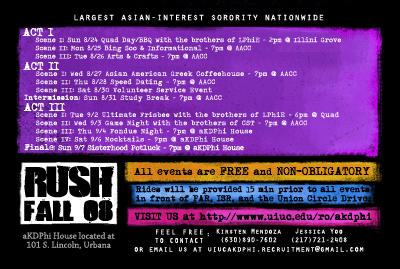 LARGEST ASIAN-INTEREST SORORITY NATIONWIDE
ACT I
Scene I: Sun 8/24 Quad Day/BBQ with the brothers of LPhiE - 2pm @ Illini Grove
Scene II: Mon 8/25 Bing Soo & Informational - 7pm @ AACC
Scene III: Tue 8/26 Arts & Crafts - 7pm @ AACC
ACT II
Scene I: Wed 8/27 Asian American Greek Coffeehouse - 7pm @ AACC
Scene II: Thu 8/28 Speed Dating - 7pm @ AACC
Scene III: Sat 8/30 Volunteer Service Event
Intermission: Sun 8/31 Study Break - 7pm @ AACC
ACT III
Scene I: Tue 9/2 Ultimate Frisbee with the brothers of LPhiE - 6pm @ Quad
Scene II: Wed 9/3 Game Night with the brothers of CST - 7pm @ AACC
Scene III: Thu 9/4 Fondue Night - 7pm @ aKDPhi House
Scene IV: Sat 9/6 Mocktails - 9pm @ aKDPhi House
Finale: Sun 9/7 Sisterhood Potluck - 7pm @ aKDPhi House
RUSH
FALL 08
aKDPhi House located at
101 S. Lincoln, Urbana
All events are FREE and NON-OBLIGATORY
Rides will be provided 15 min prior to all events
in front of PAR, ISR, and the Union Circle Drive.
VISIT US at http://www.uiuc.edu/ro/akdphi
FEEL FREE KIRSTEN MENDOZA JESSICA YOO
TO CONTACT (630)890-7502 (217)721-2408
OR EMAIL US AT UIUCAKDPHI.RECRUITMENT@GMAIL.COM